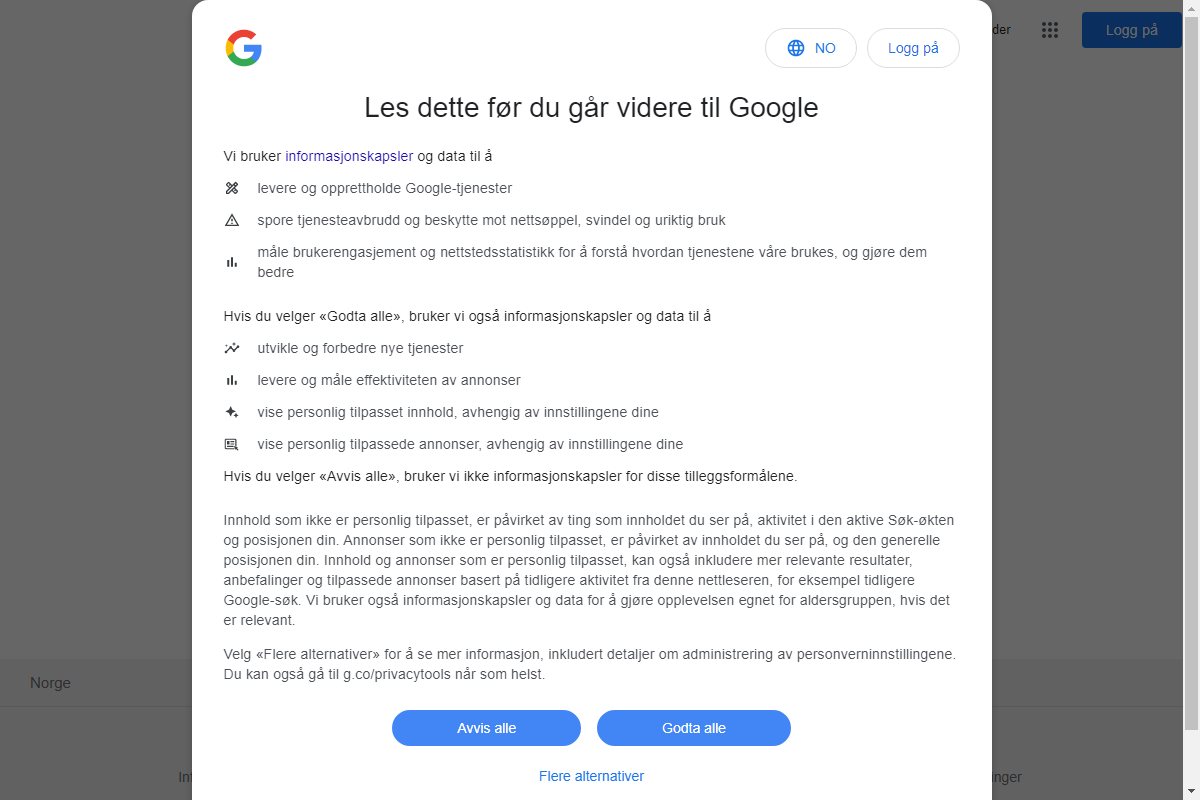 NO
Logg på
der
Logg på
Les dette før du går videre til Google
Vi bruker informasjonskapsler og data til å
levere og opprettholde Google-tjenester
spore tjenesteavbrudd og beskytte mot nettsøppel, svindel og uriktig bruk
måle brukerengasjement og nettstedsstatistikk for å forstå hvordan tjenestene våre brukes, og gjøre dem
bedre
Hvis du velger «Godta alle», bruker vi også informasjonskapsler og data til å
utvikle og forbedre nye tjenester
levere og måle effektiviteten av annonser
vise personlig tilpasset innhold, avhengig av innstillingene dine
vise personlig tilpassede annonser, avhengig av innstillingene dine
Hvis du velger «Avvis alle», bruker vi ikke informasjonskapsler for disse tilleggsformålene.
Innhold som ikke er personlig tilpasset, er påvirket av ting som innholdet du ser på, aktivitet i den aktive Søk-økten
og posisjonen din. Annonser som ikke er personlig tilpasset, er påvirket av innholdet du ser på, og den generelle
posisjonen din. Innhold og annonser som er personlig tilpasset, kan også inkludere mer relevante resultater,
anbefalinger og tilpassede annonser basert på tidligere aktivitet fra denne nettleseren, for eksempel tidligere
Google-søk. Vi bruker også informasjonskapsler og data for å gjøre opplevelsen egnet for aldersgruppen, hvis det
er relevant.
Velg «Flere alternativer» for å se mer informasjon, inkludert detaljer om administrering av personverninnstillingene.
Du kan også gå til g.co/privacytools når som helst.
Norge
Avvis alle
Godta alle
Flere alternativer
inger